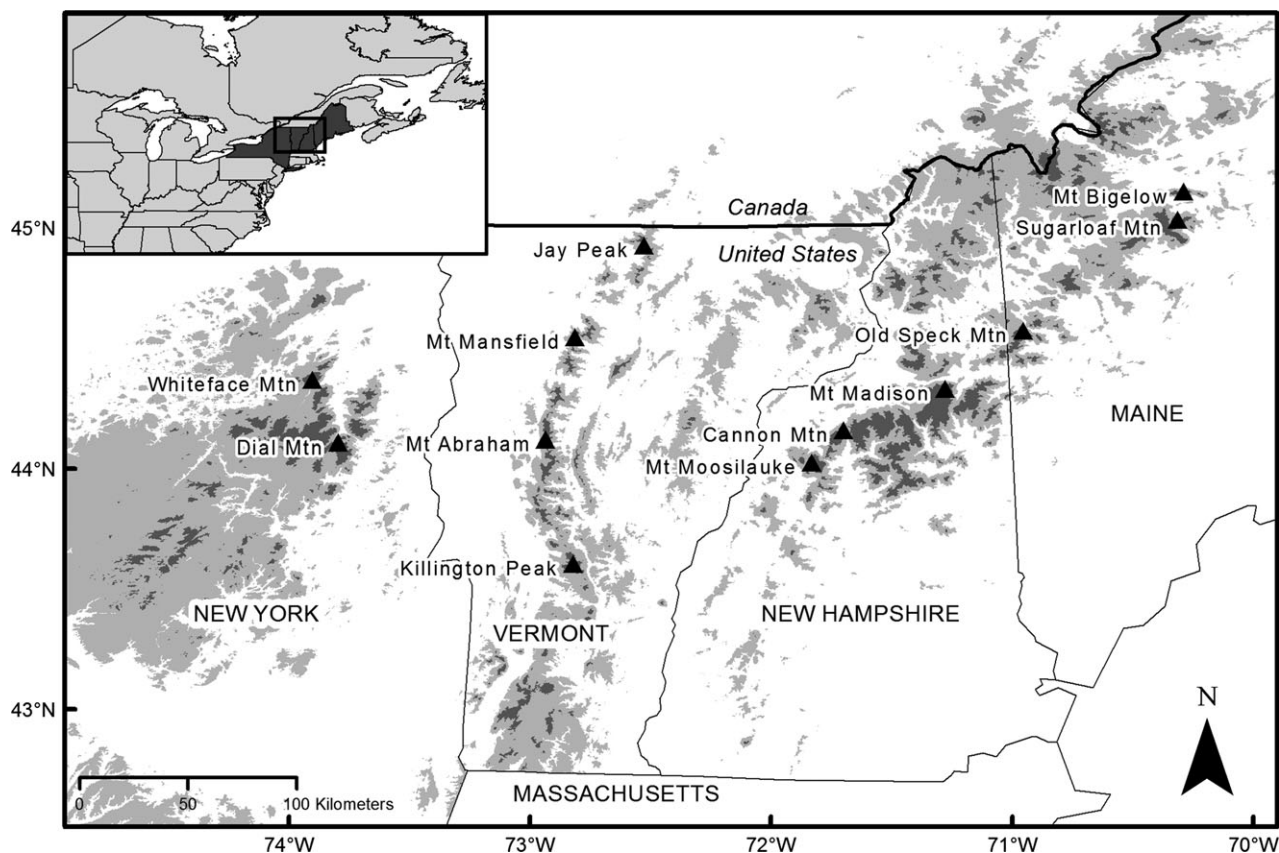 Canada
United States
45°N
44°N
43°N
Mt Bigelow
Sugarloaf Mtn
Jay Peak
Mt Mansfield
Old Speck Mtn
Whiteface Mtn
Mt Madison
MAINE
Dial Mtn
Mt Abraham
Cannon Mtn
Mt Moosilauke
Killington Peak
NEW YORK
VERMONT
NEW HAMPSHIRE
N
MASSACHUSETTS
0 50 100 Kilometers
74°W 73°W 72°W 71°W 70°W